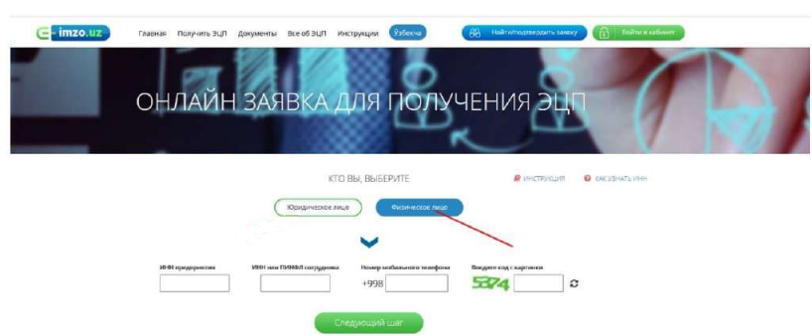 e-imzo.uz
Главная Получить ЭЦП Документы Все об ЭЦП Инструкции Ўзбекча Найти/подтвердить заявку Войти в кабинет
ОНЛАЙН ЗАЯВКА ДЛЯ ПОЛУЧЕНИЯ ЭЦП
КТО ВЫ, ВЫБЕРИТЕ
ИНСТРУКЦИЯ КАК УЗНАТЬ ИНН
Юридическое лицо Физическое лицо
ИНН предприятия ИНН или ПИНФЛ сотрудника Номер мобильного телефона Введите код с картинки
+998 5374
Следующий шаг